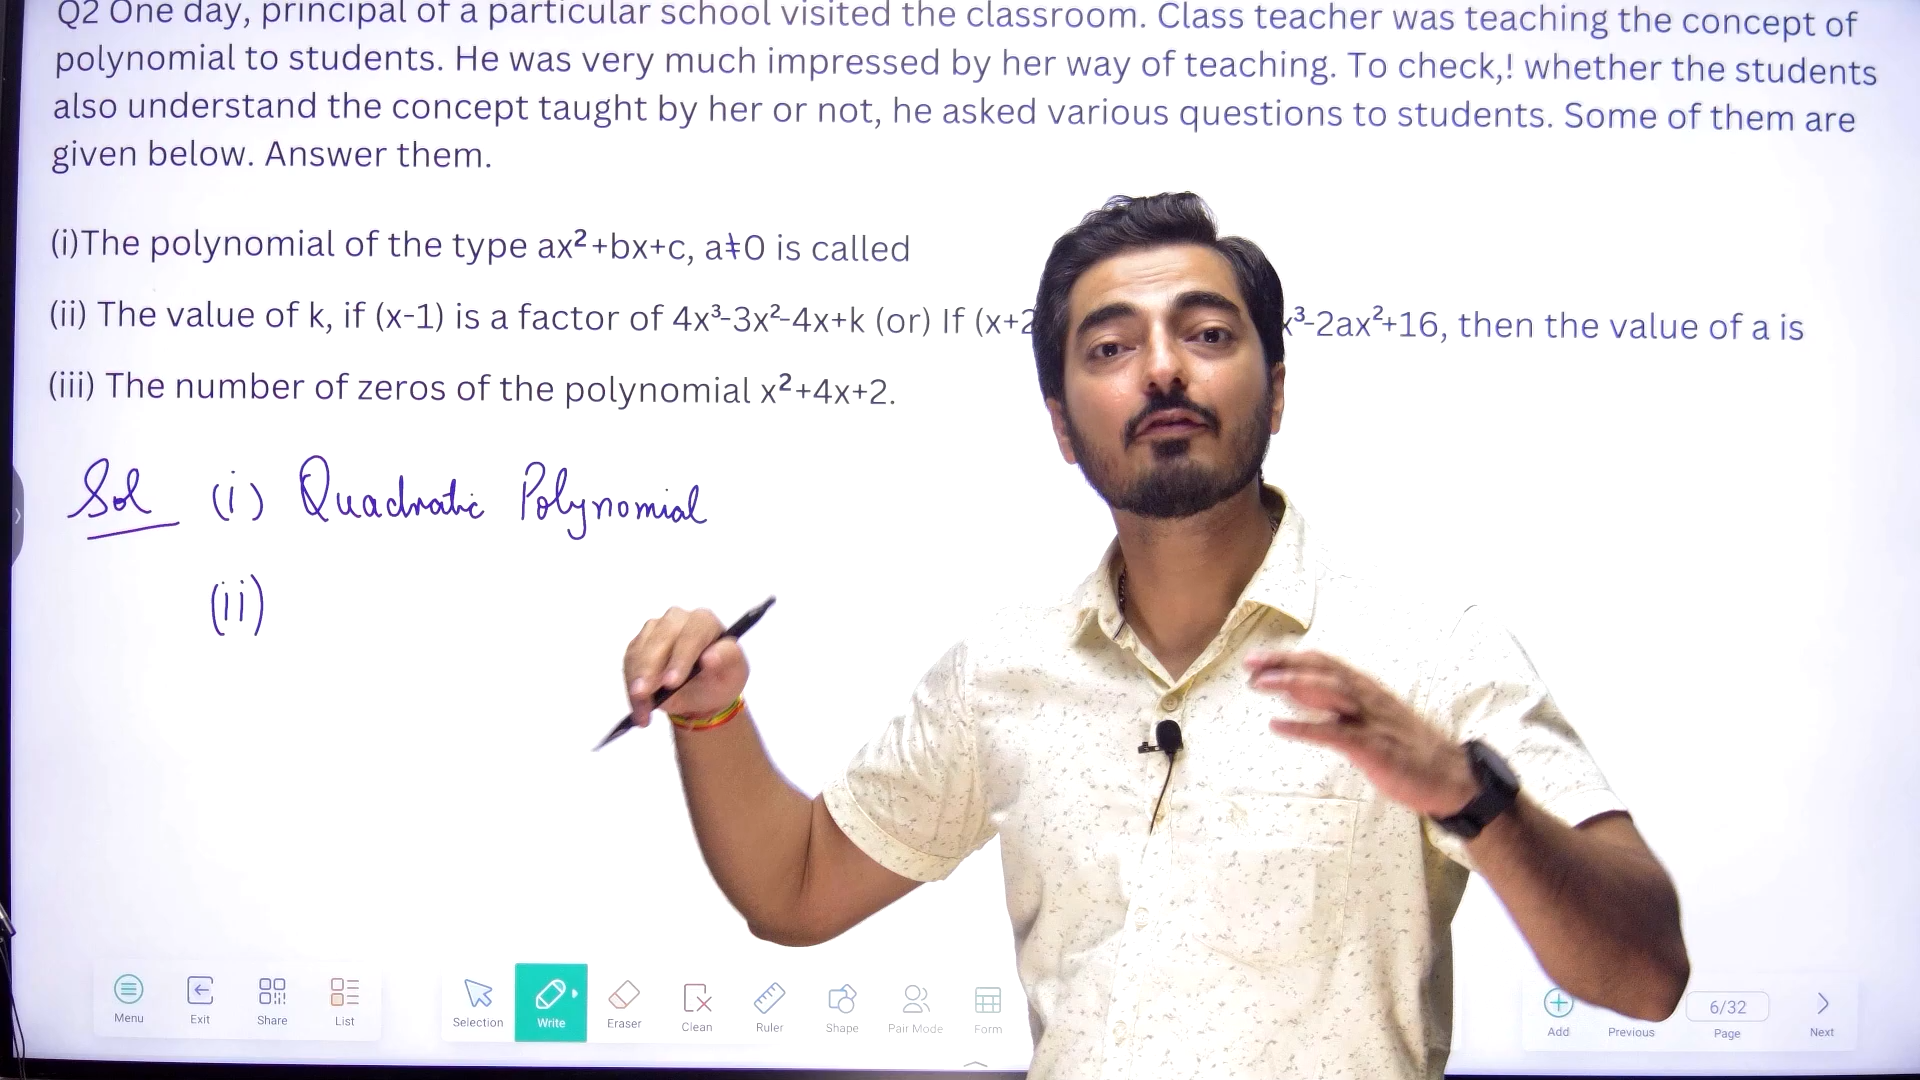 Q2 One day, principal of a particular school visited the classroom. Class teacher was teaching the concept of
polynomial to students. He was very much impressed by her way of teaching. To check,! whether the students
also understand the concept taught by her or not, he asked various questions to students. Some of them are
given below. Answer them.
(i)The polynomial of the type ax²+bx+c, a≠0 is called
(ii) The value of k, if (x-1) is a factor of 4x³-3x²-4x+k (or) If (x+2 x³-2ax²+16, then the value of a is
(iii) The number of zeros of the polynomial x²+4x+2.
Sol (i) Quadratic Polynomial
(ii)
Menu Exit Share List Selection Write Eraser Clean Ruler Shape Pair Mode Form Add Previous 6/32 Page Next